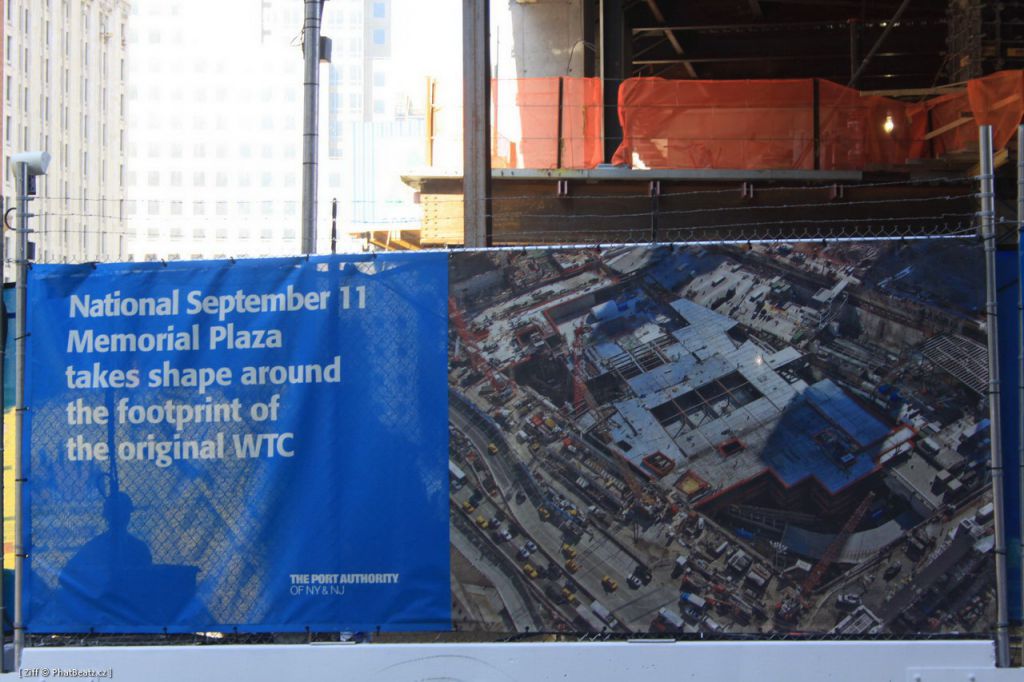 National September 11
Memorial Plaza
takes shape around
the footprint of
the original WTC
THE PORT AUTHORITY
OF NY & NJ
[ Ziff © PhatBeatz.cz ]